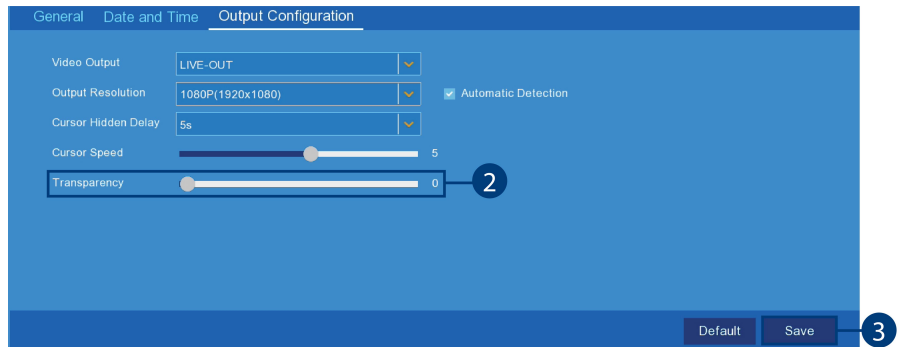 General Date and Time Output Configuration
Video Output LIVE-OUT
Output Resolution 1080P(1920x1080) Automatic Detection
Cursor Hidden Delay 5s
Cursor Speed 5
Transparency 0 2
Default Save 3